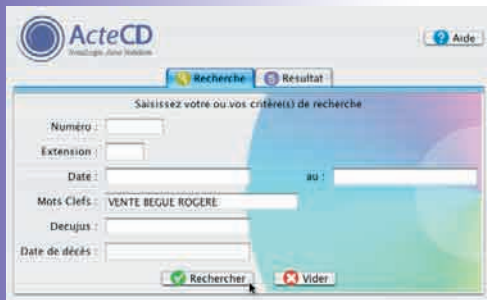 ActeCD
Aide
Recherche
Resultat
Saisissez votre ou vos critère(s) de recherche
Numéro :
Extension :
Date :
au :
Mots Clefs : VENTE BEGUE ROGERE
Decujus :
Date de décès :
Rechercher
Vider